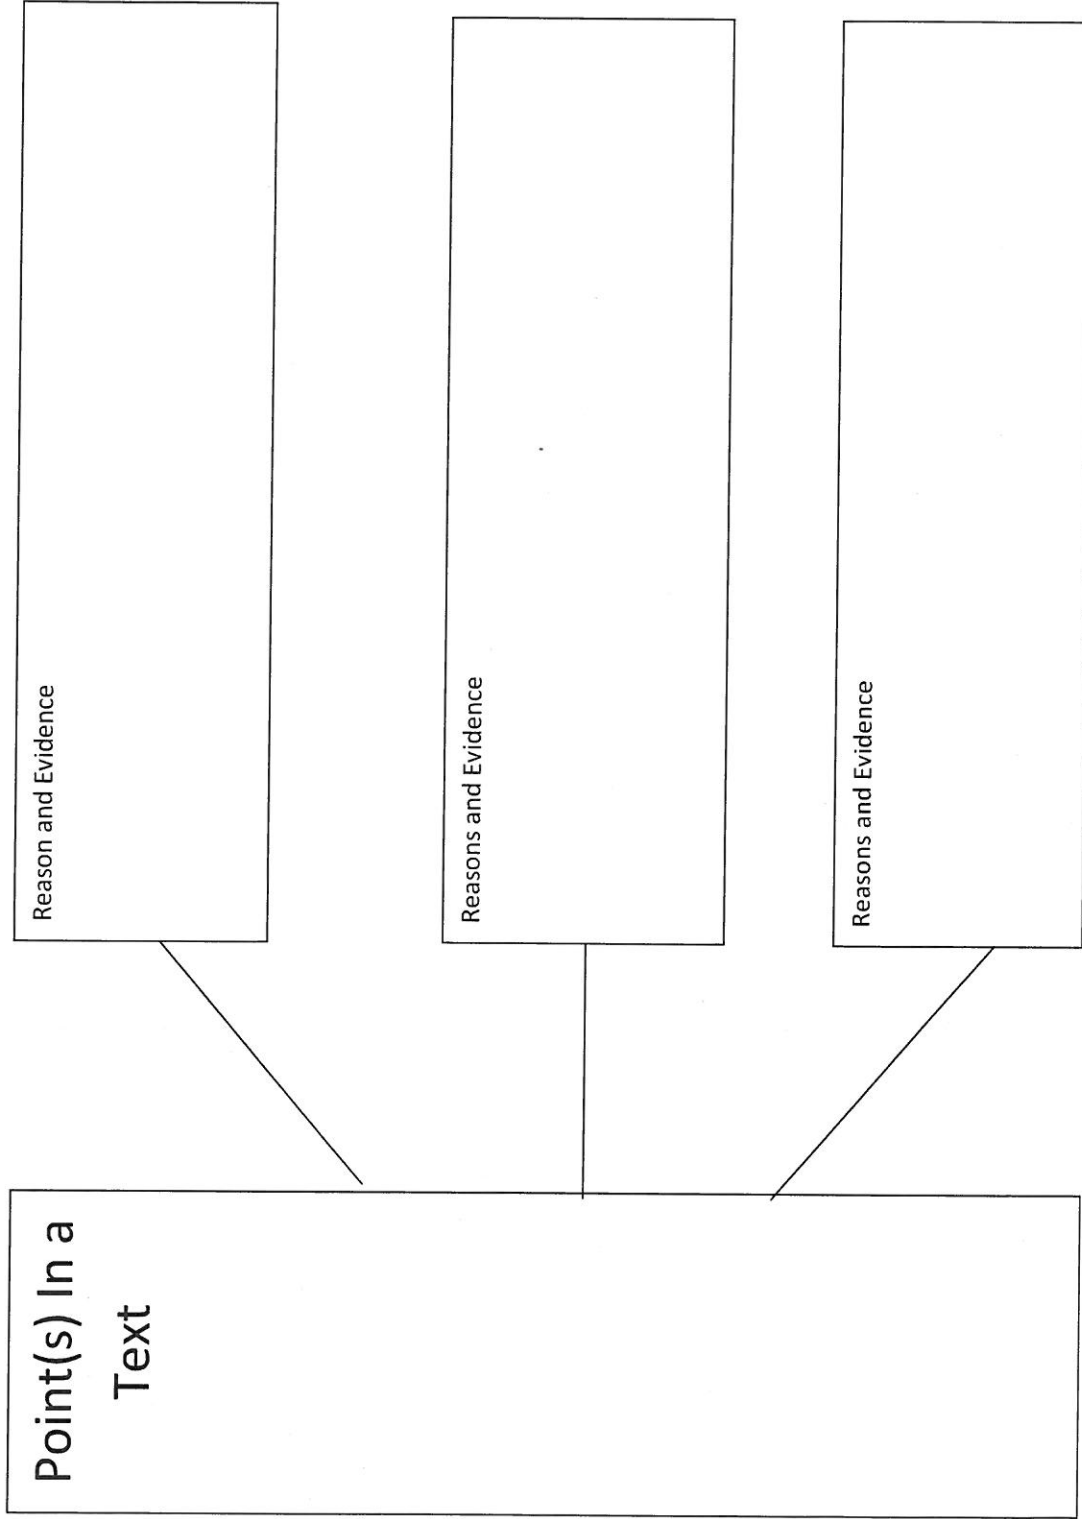 Point(s) In a
Text
Reason and Evidence
Reasons and Evidence
Reasons and Evidence